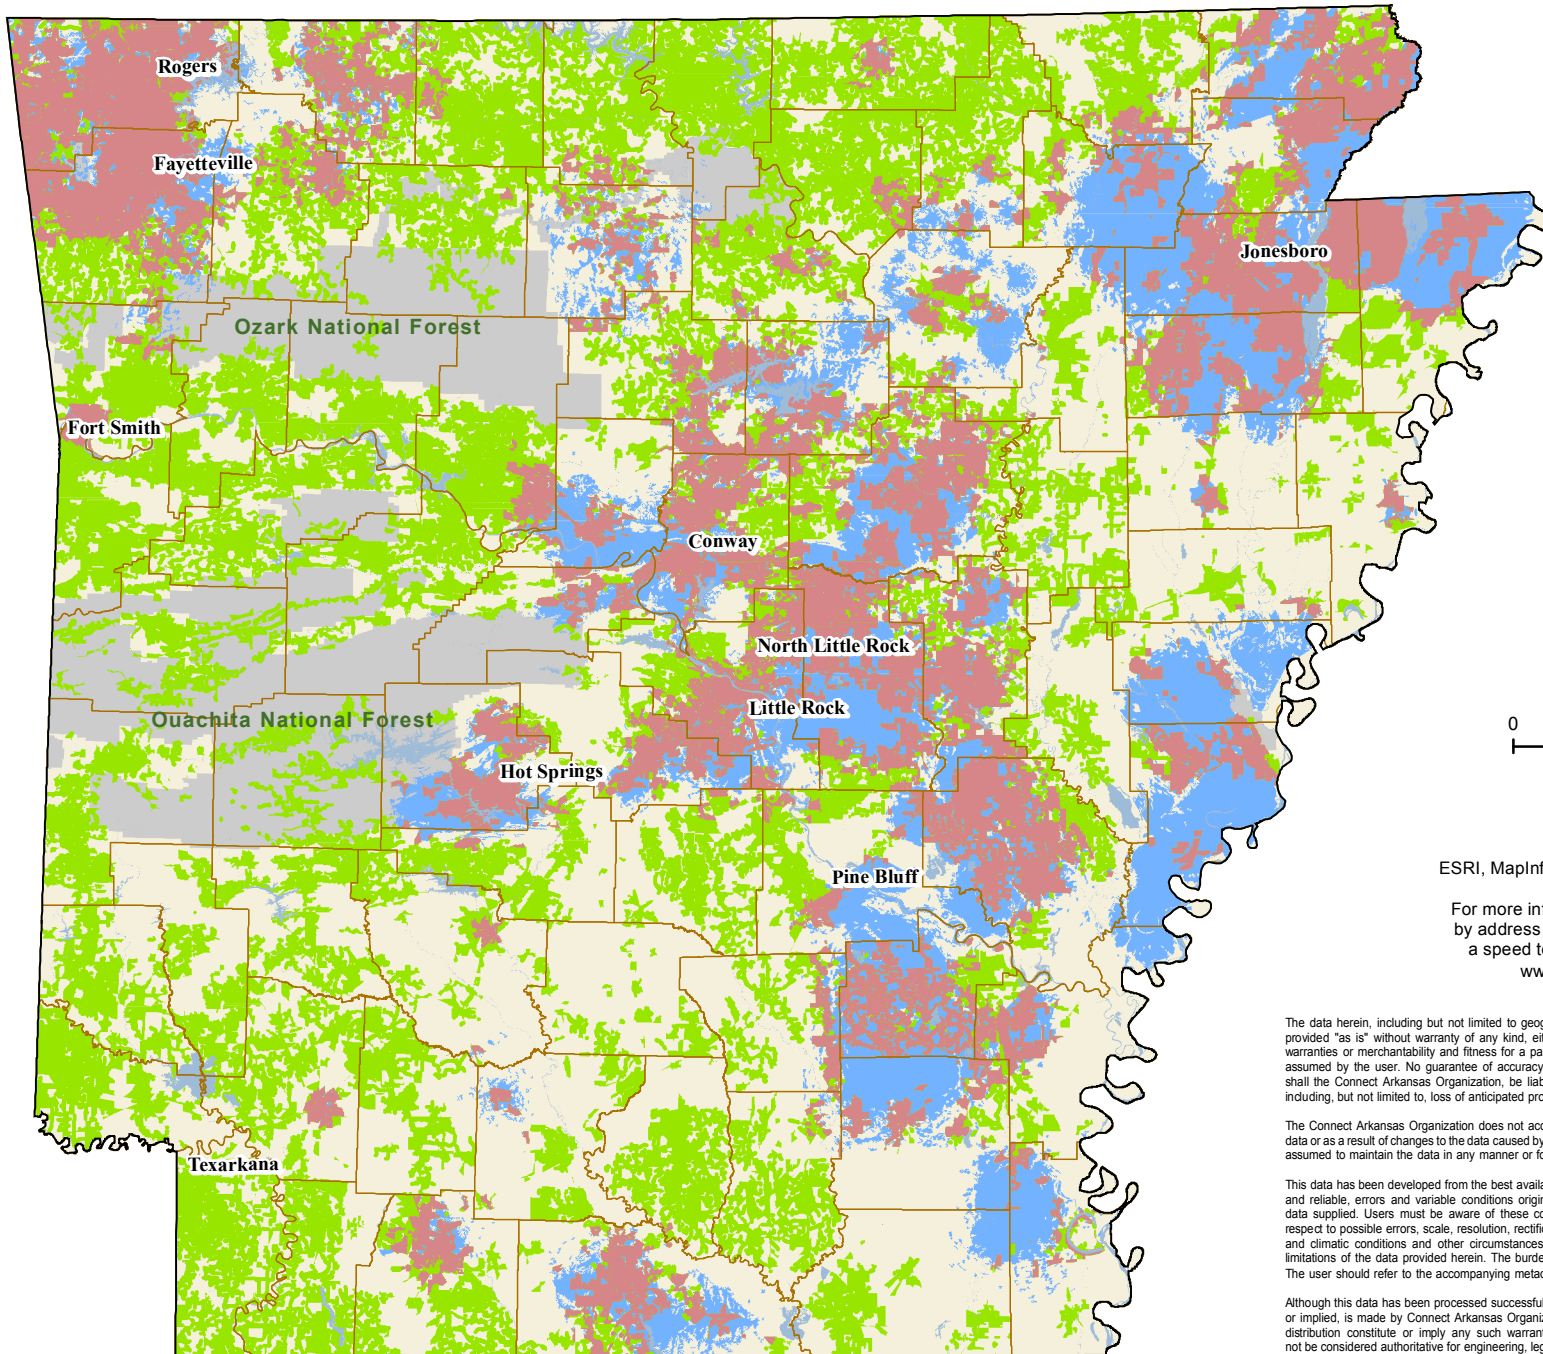 Rogers
Fayetteville
Jonesboro
Ozark National Forest
Fort Smith
Conway
North Little Rock
Little Rock
Ouachita National Forest
Hot Springs
0
Pine Bluff
Texarkana
ESRI, MapInf
For more inf
by address
a speed te
ww
The data herein, including but not limited to geog
provided "as is" without warranty of any kind, eit
warranties or merchantability and fitness for a pa
assumed by the user. No guarantee of accuracy
shall the Connect Arkansas Organization, be liab
including, but not limited to, loss of anticipated pro
The Connect Arkansas Organization does not acc
data or as a result of changes to the data caused by
assumed to maintain the data in any manner or fo
This data has been developed from the best availa
and reliable, errors and variable conditions origin
data supplied. Users must be aware of these co
respect to possible errors, scale, resolution, rectific
and climatic conditions and other circumstances
limitations of the data provided herein. The burde
The user should refer to the accompanying metad
Although this data has been processed successful
or implied, is made by Connect Arkansas Organiz
distribution constitute or imply any such warrant
not be considered authoritative for engineering, leg